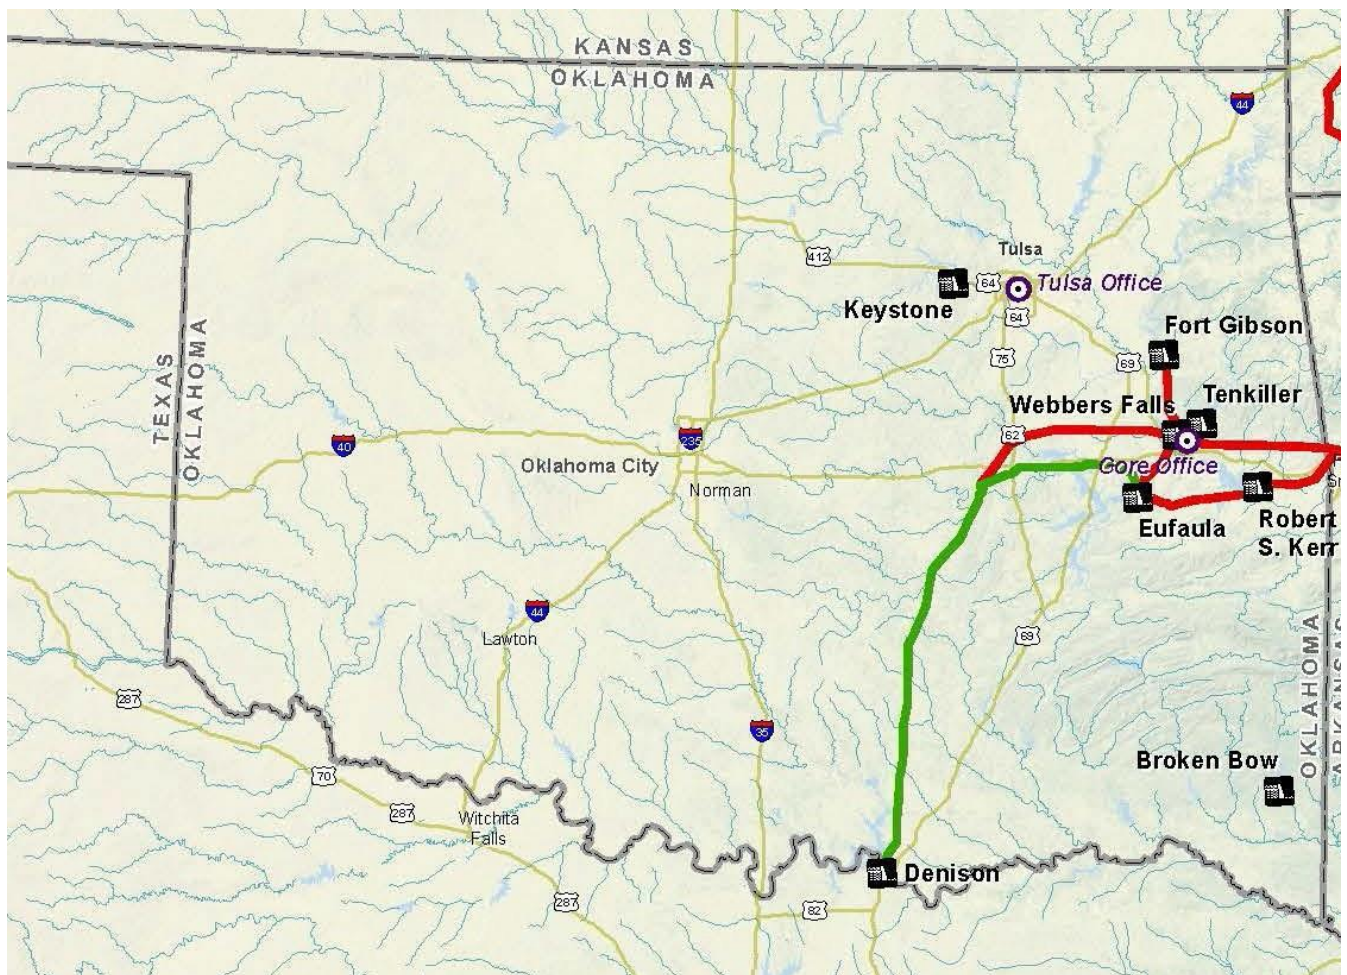 KANSAS
OKLAHOMA
44
412
Tulsa
64
Tulsa Office
Keystone
64
Fort Gibson
TEXAS
OKLAHOMA
75
69
Tenkiller
Webbers Falls
40
235
62
Oklahoma City
Gore Office
Norman
Eufaula
Robert
S. Kerr
44
Lawton
69
OKLAHOMA
ARKANSAS
287
35
70
Broken Bow
287
Witchita
Falls
Denison
287
82